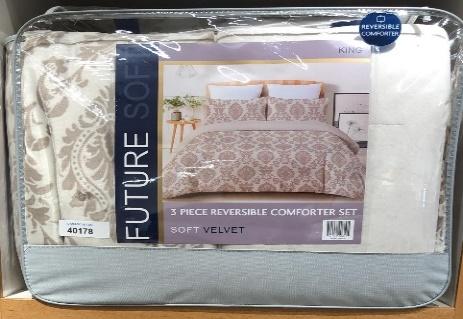 REVERSIBLE
COMFORTER
KING
FUTURE SOFT
3 PIECE REVERSIBLE COMFORTER SET
SOFT VELVET
40178